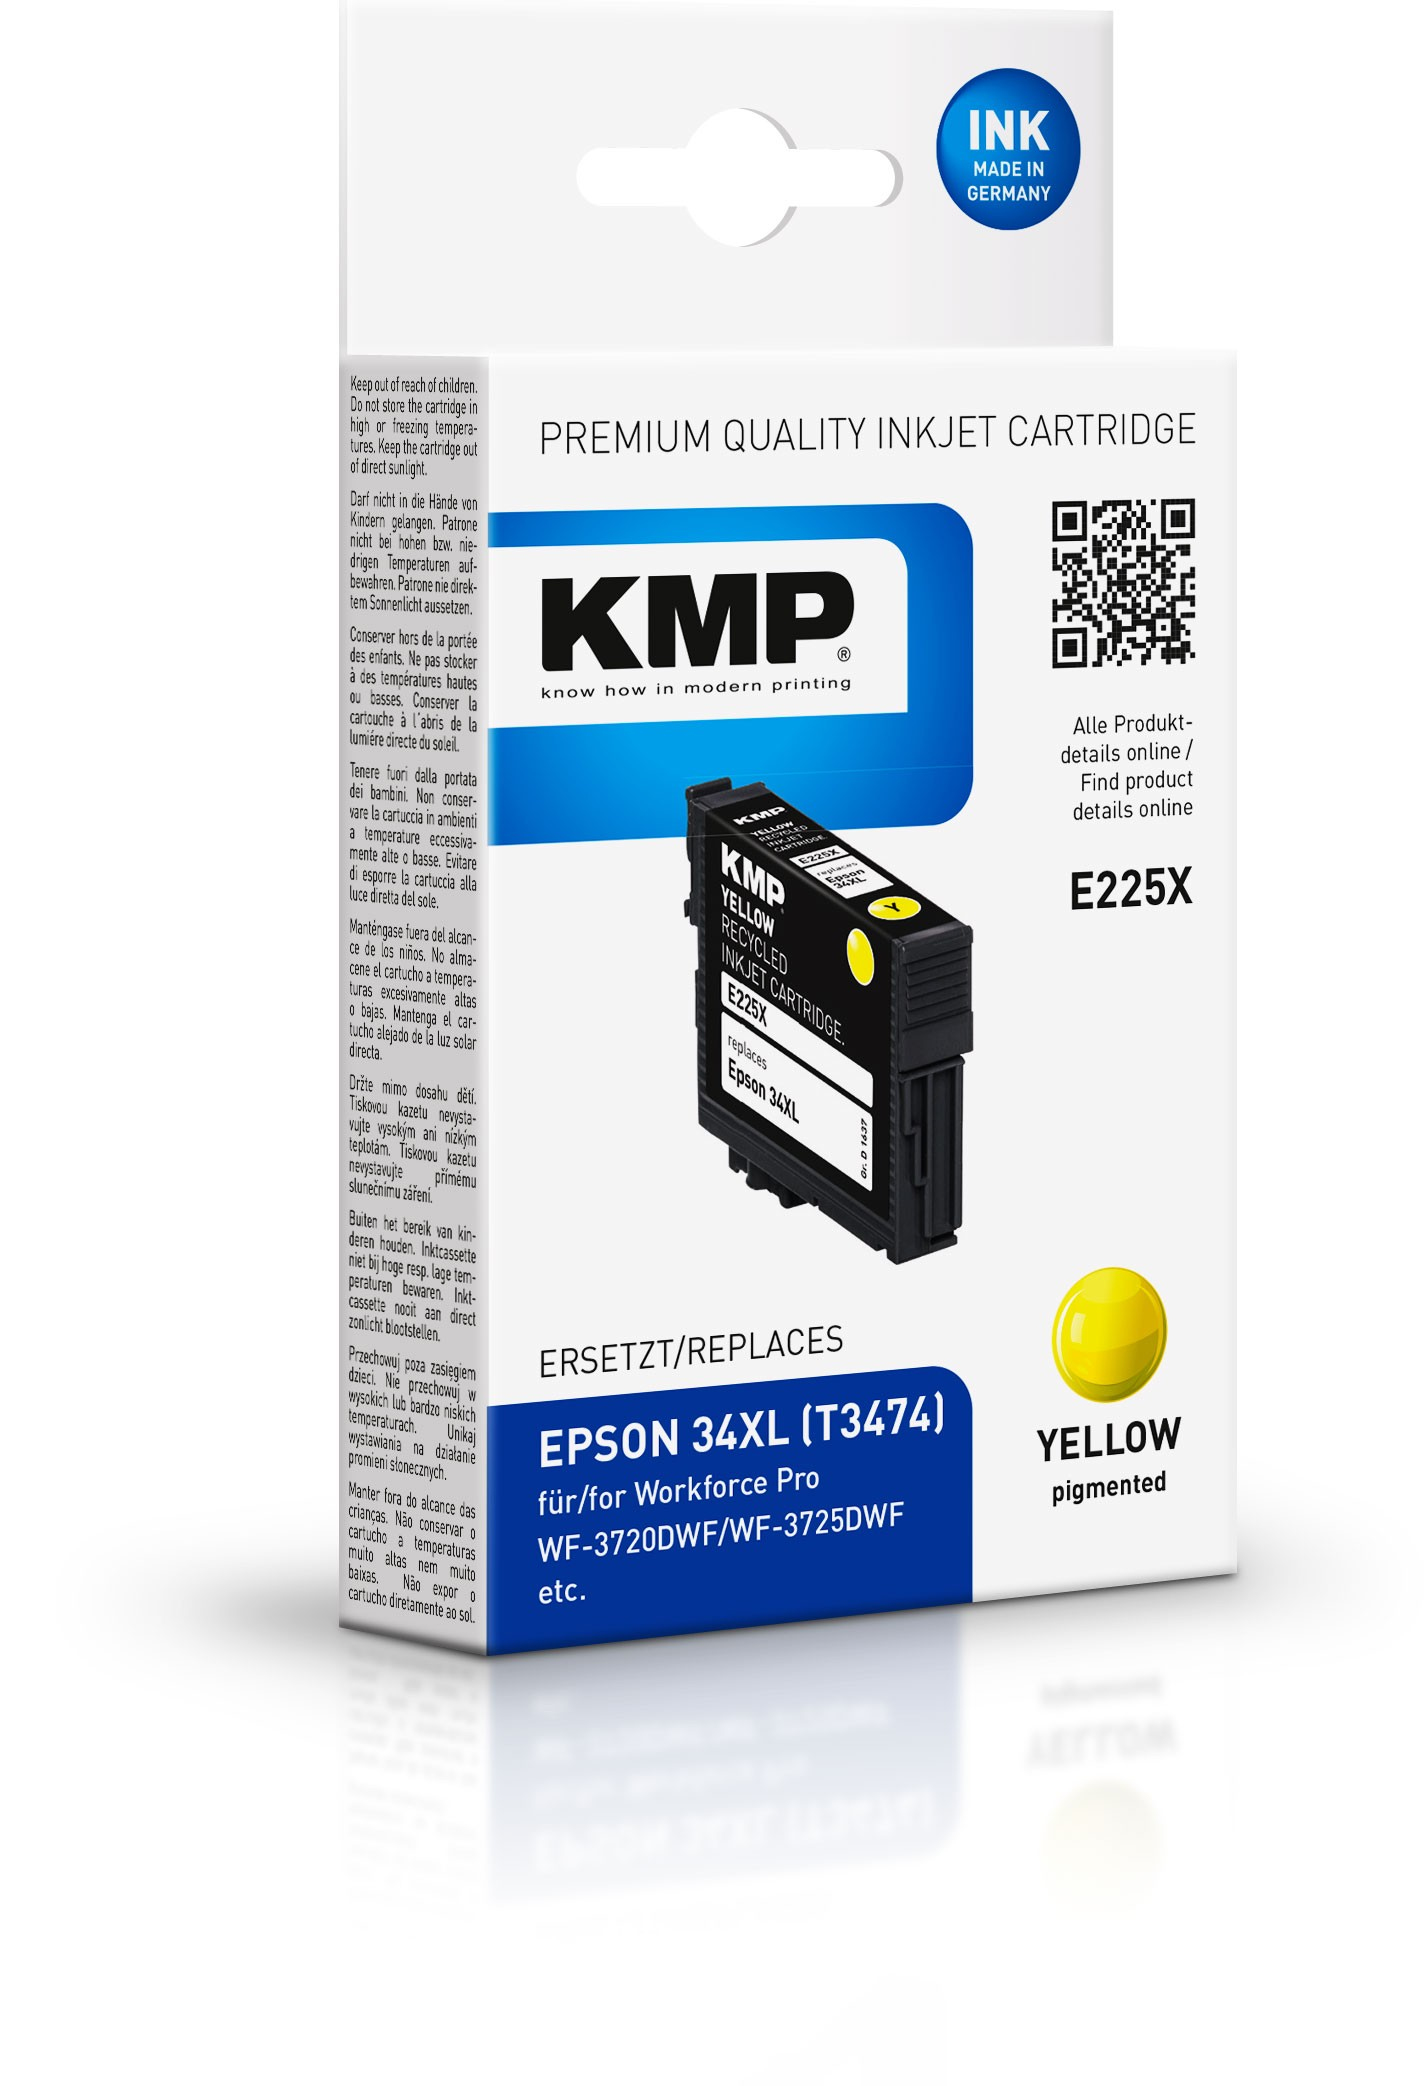 INK
MADE IN
GERMANY
PREMIUM QUALITY INKJET CARTRIDGE
KMP®
know how in modern printing
Alle Produkt-
details online /
Find product
details online
E225X
KMP
YELLOW
RECYCLED
INKJET
CARTRIDGE.
E225X
replaces
Epson
34XL
Y
KMP
YELLOW
RECYCLED
INKJET CARTRIDGE.
E225X
replaces
Epson 34XL
Gr. D 1637
ERSETZT/REPLACES
EPSON 34XL (T3474)
für/for Workforce Pro
WF-3720DWF/WF-3725DWF
etc.
YELLOW
pigmented
Keep out of reach of children.
Do not store the cartridge in
high or freezing tempera-
tures. Keep the cartridge out
of direct sunlight.
Darf nicht in die Hände von
Kindern gelangen. Patrone
nicht bei hohen bzw. nie-
drigen Temperaturen auf-
bewahren. Patrone nie direk-
tem Sonnenlicht aussetzen.
Conserver hors de la portée
des enfants. Ne pas stocker
à des températures hautes
ou basses. Conserver la
cartouche à l´abris de la
lumiére directe du soleil.
Tenere fuori dalla portata
dei bambini. Non conser-
vare la cartuccia in ambienti
a temperature eccessiva-
mente alte o basse. Evitare
di esporre la cartuccia alla
luce diretta del sole.
Manténgase fuera del alcan-
ce de los niños. No alma-
cene el cartucho a tempera-
turas excesivamente altas
o bajas. Mantenga el car-
tucho alejado de la luz solar
directa.
Držte mimo dosahu dětí.
Tiskovou kazetu nevysta-
vujte vysokým ani nízkým
teplotám. Tiskovou kazetu
nevystavujte přímému
slunečnímu záření.
Buiten het bereik van kin-
deren houden. Inktcassette
niet bij hoge resp. lage tem-
peraturen bewaren. Inkt-
cassette nooit aan direct
zonlicht blootstellen.
Przechowuj poza zasięgiem
dzieci. Nie przechowuj w
wysokich lub bardzo niskich
temperaturach. Unikaj
wystawiania na działanie
promieni słonecznych.
Manter fora do alcance das
crianças. Não conservar o
cartucho a temperaturas
muito altas nem muito
baixas. Não expor o
cartucho diretamente ao sol.